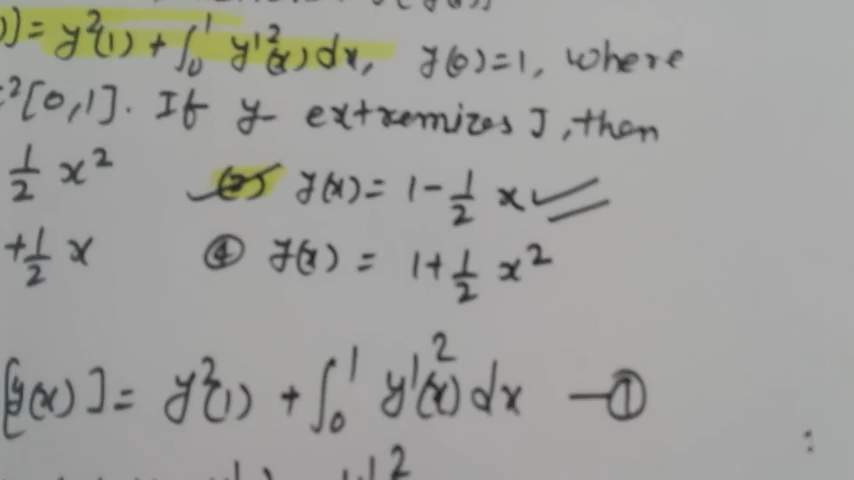 )] = y²(1) + ∫₀¹ y'²(x) dx, y(0)=1, where
²[0,1]. If y extremizes J, then
1/2 x² (2) y(x) = 1 - 1/2 x
+1/2 x ④ y(x) = 1 + 1/2 x²
[y(x)] = y²(1) + ∫₀¹ y'²(x) dx —①